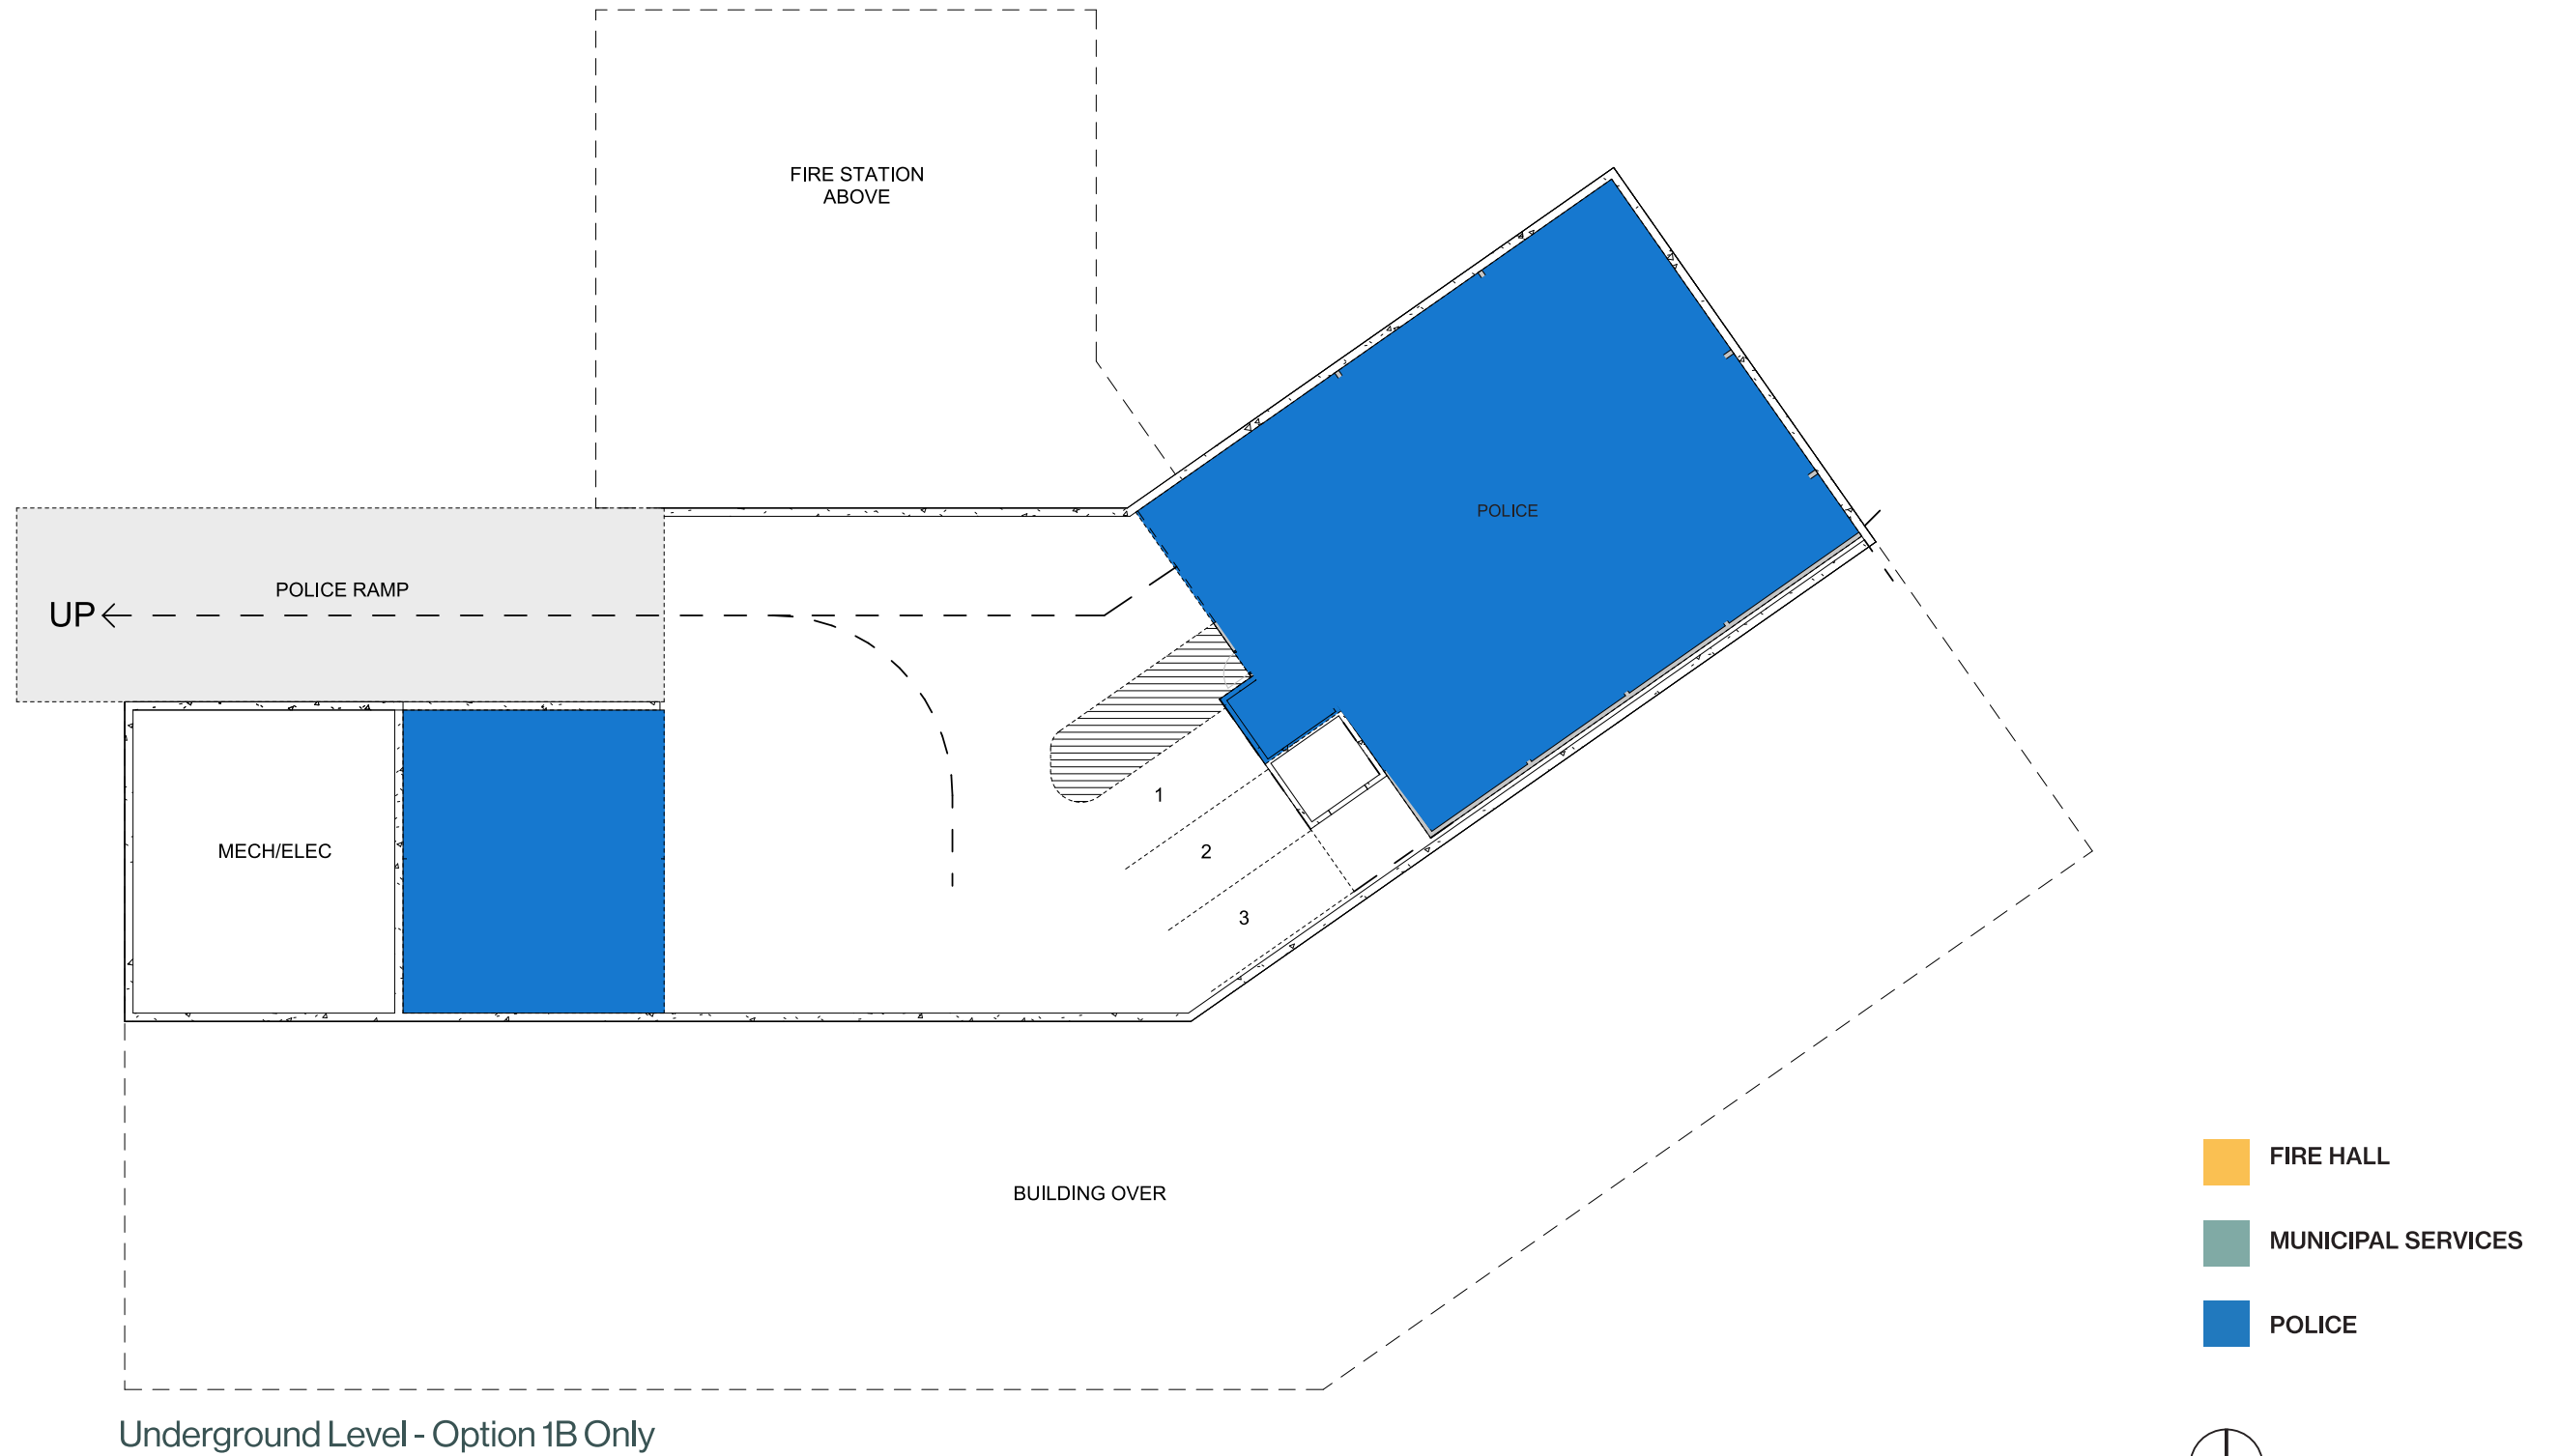 FIRE STATION
ABOVE
POLICE
POLICE RAMP
UP
1
MECH/ELEC
2
3
FIRE HALL
BUILDING OVER
MUNICIPAL SERVICES
POLICE
Underground Level - Option 1B Only